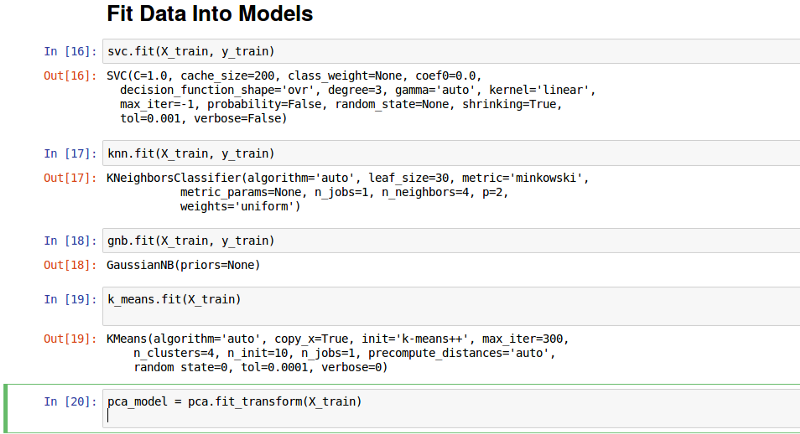 Fit Data Into Models
In [16]: svc.fit(X_train, y_train)
Out[16]: SVC(C=1.0, cache_size=200, class_weight=None, coef0=0.0,
decision_function_shape='ovr', degree=3, gamma='auto', kernel='linear',
max_iter=-1, probability=False, random_state=None, shrinking=True,
tol=0.001, verbose=False)
In [17]: knn.fit(X_train, y_train)
Out[17]: KNeighborsClassifier(algorithm='auto', leaf_size=30, metric='minkowski',
metric_params=None, n_jobs=1, n_neighbors=4, p=2,
weights='uniform')
In [18]: gnb.fit(X_train, y_train)
Out[18]: GaussianNB(priors=None)
In [19]: k_means.fit(X_train)
Out[19]: KMeans(algorithm='auto', copy_x=True, init='k-means++', max_iter=300,
n_clusters=4, n_init=10, n_jobs=1, precompute_distances='auto',
random state=0, tol=0.0001, verbose=0)
In [20]: pca_model = pca.fit_transform(X_train)